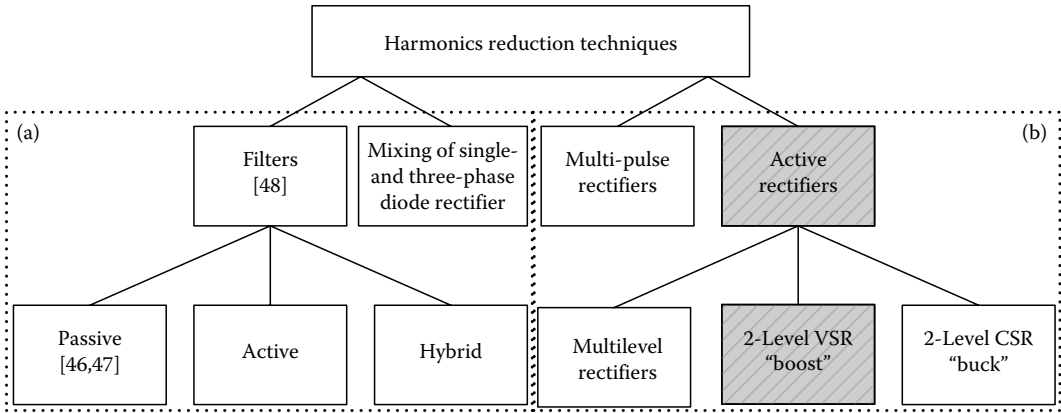 Harmonics reduction techniques
(a)
(b)
Filters
[48]
Mixing of single-
and three-phase
diode rectifier
Multi-pulse
rectifiers
Active
rectifiers
Passive
[46,47]
Active
Hybrid
Multilevel
rectifiers
2-Level VSR
“boost”
2-Level CSR
“buck”